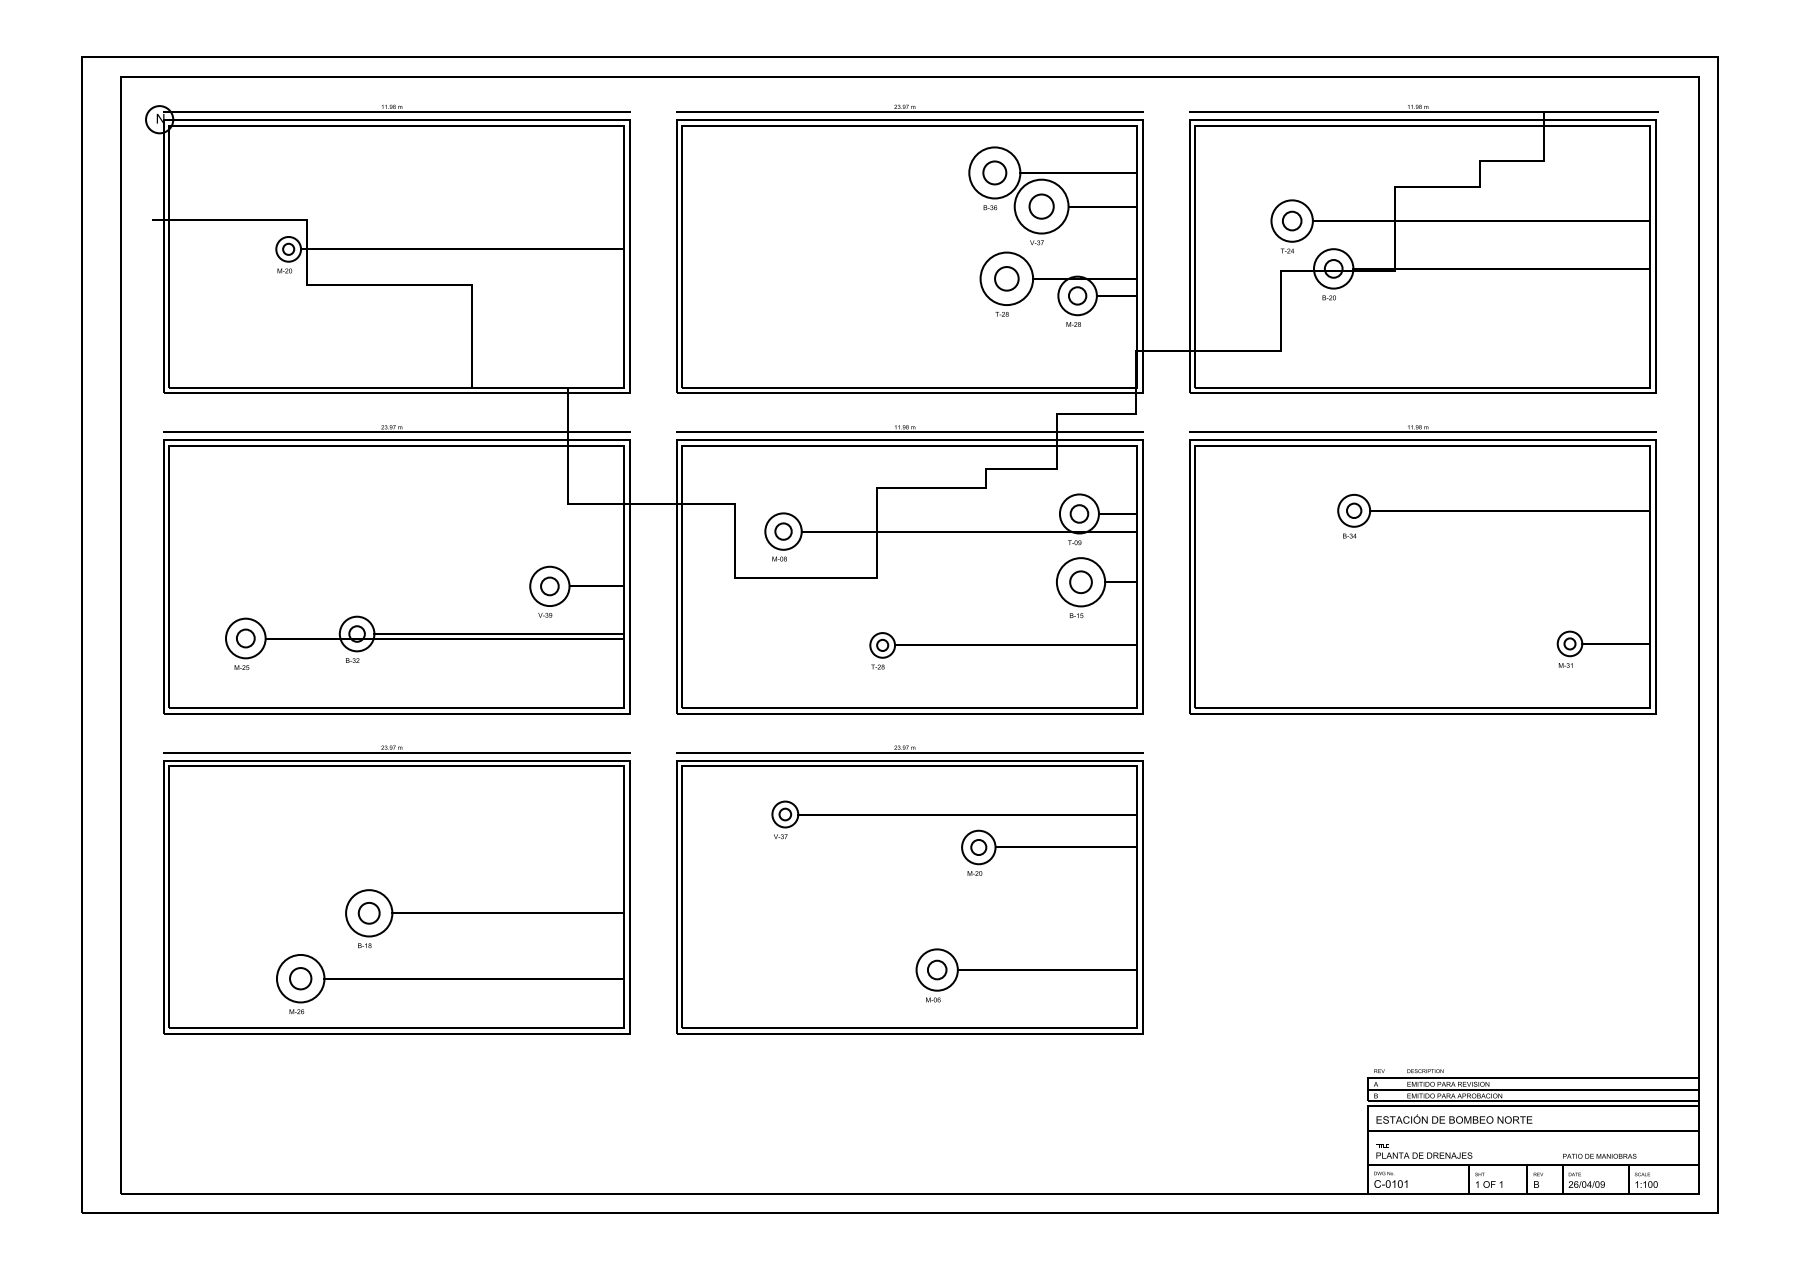 11.98 m
23.97 m
11.98 m
N
B-36
V-37
T-24
M-20
B-20
T-28
M-28
23.97 m
11.98 m
11.98 m
B-34
T-09
M-08
V-39
B-15
M-25
B-32
T-28
M-31
23.97 m
23.97 m
V-37
M-20
B-18
M-06
M-26
REV DESCRIPTION
A EMITIDO PARA REVISION
B EMITIDO PARA APROBACION
ESTACIÓN DE BOMBEO NORTE
TITLE
PLANTA DE DRENAJES PATIO DE MANIOBRAS
DWG No. SHT REV DATE SCALE
C-0101 1 OF 1 B 26/04/09 1:100